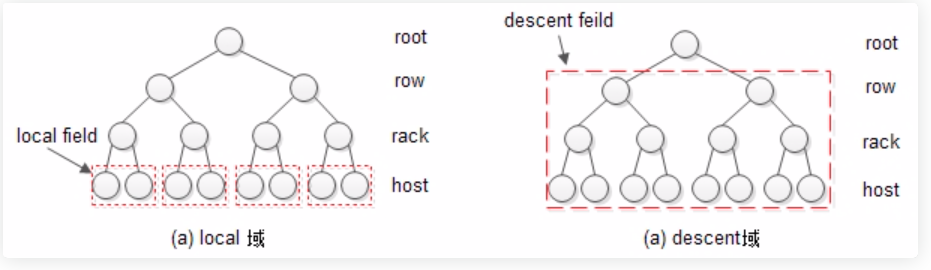 root
row
local field
rack
host
(a) local 域
descent feild
root
row
rack
host
(a) descent域